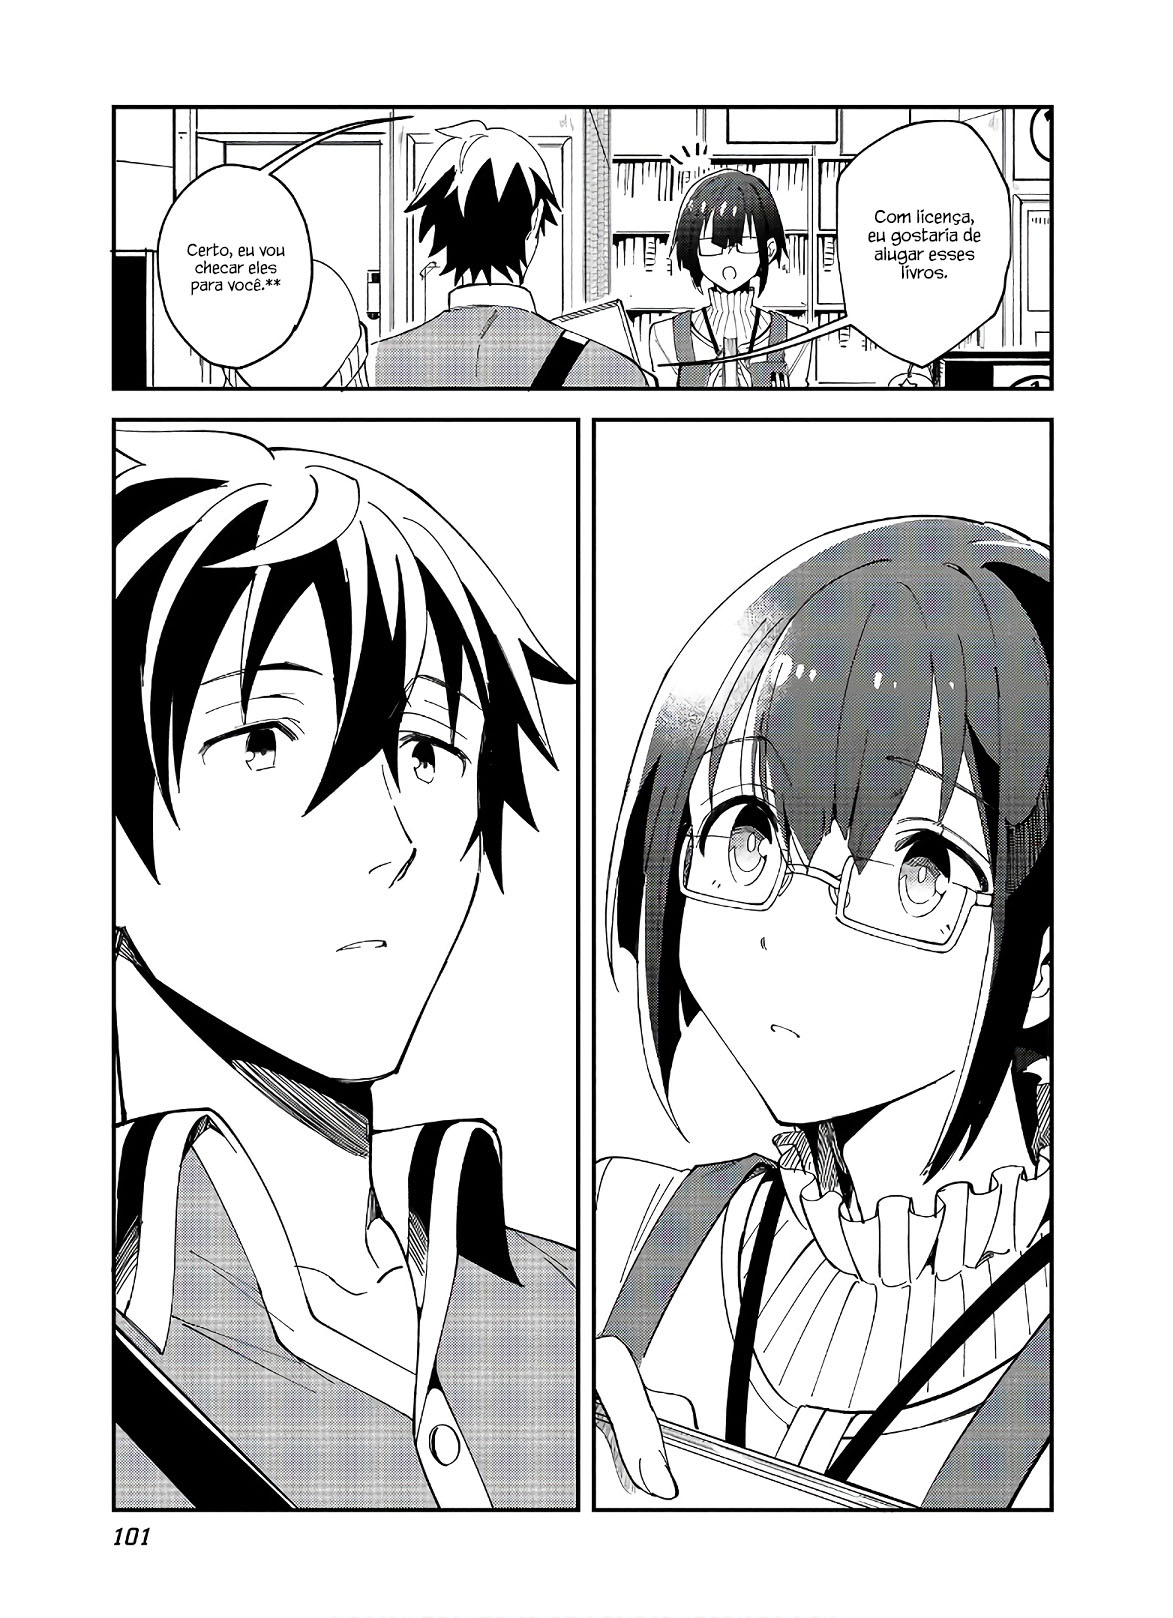 Com licença,
eu gostaria de
alugar esses
livros.
Certo, eu vou
checar eles
para você.**
101